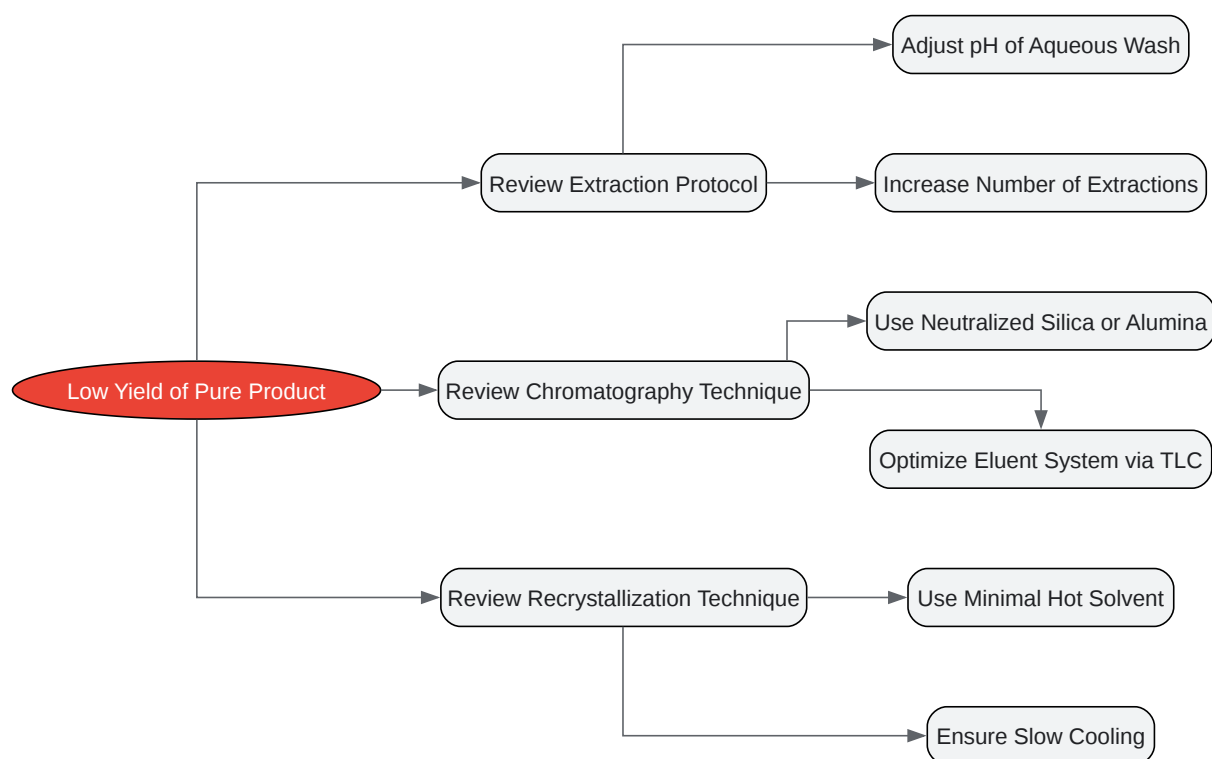 Adjust pH of Aqueous Wash
Review Extraction Protocol
Increase Number of Extractions
Use Neutralized Silica or Alumina
Low Yield of Pure Product
Review Chromatography Technique
Optimize Eluent System via TLC
Review Recrystallization Technique
Use Minimal Hot Solvent
Ensure Slow Cooling